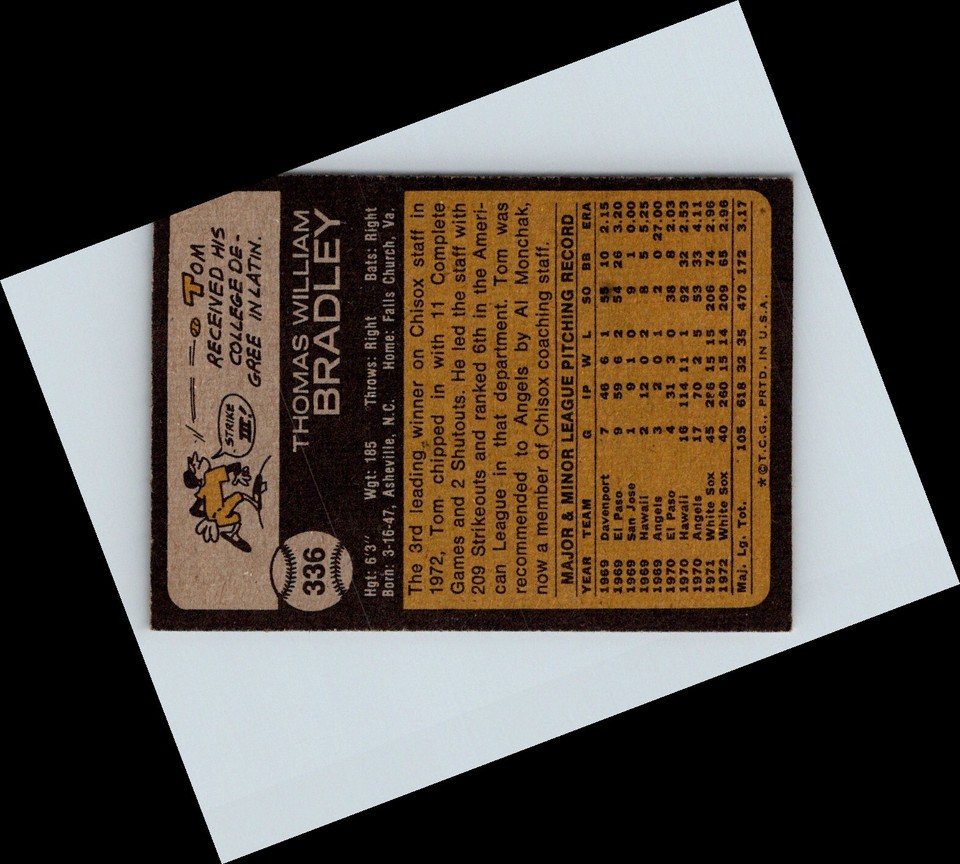 TOM
RECEIVED HIS
COLLEGE DE-
GREE IN LATIN.
STRIKE
III!
336
THOMAS WILLIAM
BRADLEY
Hgt: 6'3" Wgt: 185 Throws: Right Bats: Right
Born: 3-16-47, Asheville, N.C. Home: Falls Church, Va.
The 3rd leading winner on Chisox staff in
1972, Tom chipped in with 11 Complete
Games and 2 Shutouts. He led the staff with
209 Strikeouts and ranked 6th in the Ameri-
can League in that department. Tom was
recommended to Angels by Al Monchak,
now a member of Chisox coaching staff.
MAJOR & MINOR LEAGUE PITCHING RECORD
YEAR TEAM G IP W L SO BB ERA
1969 Davenport 7 46 6 1 55 10 2.15
1969 El Paso 9 59 1 2 54 26 3.20
1969 San Jose 1 9 1 0 9 1 0.00
1969 Hawaii 2 12 0 2 8 5 5.25
1969 Angels 3 2 0 1 2 0 27.00
1970 El Paso 4 31 3 0 38 8 2.03
1970 Hawaii 16 114 11 1 92 32 2.53
1970 Angels 17 70 2 5 53 33 4.11
1971 White Sox 45 286 15 15 206 74 2.96
1972 White Sox 40 260 15 14 209 65 2.98
Maj. Lg. Tot. 105 618 32 35 470 172 3.17
*© T.C.G., PRTD. IN U.S.A.